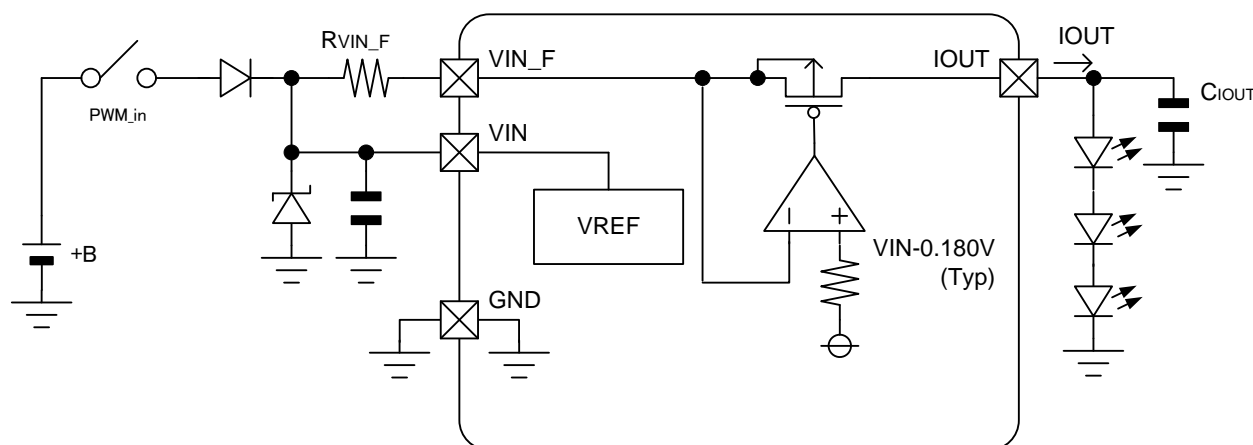 RVIN_F
VIN_F
IOUT
IOUT
CIOUT
PWM_in
VIN
VREF
VIN-0.180V
(Typ)
+B
GND